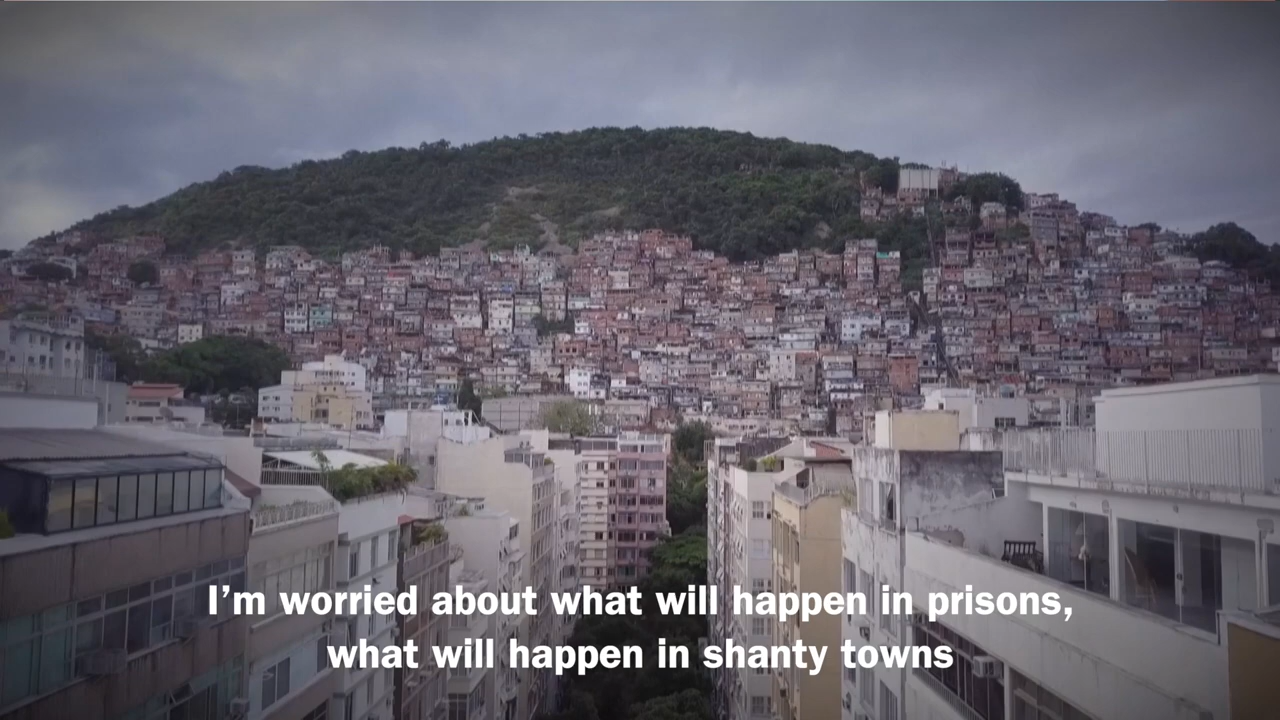 I’m worried about what will happen in prisons,
what will happen in shanty towns